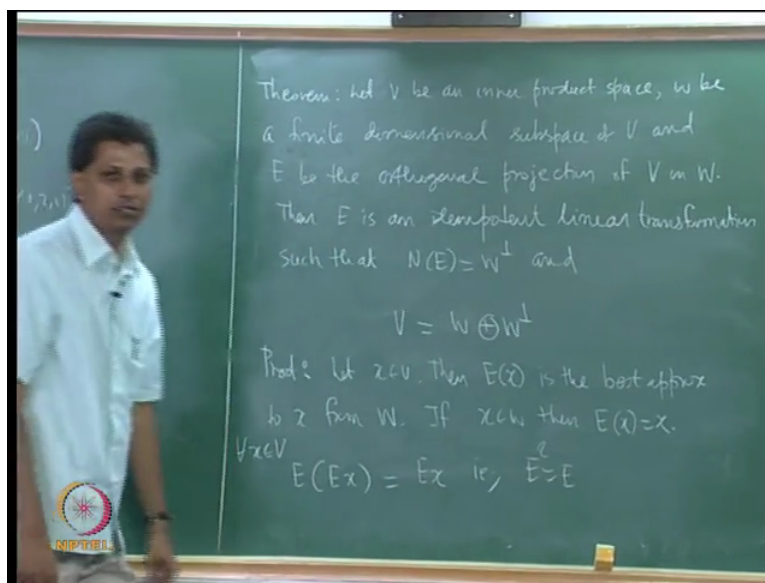 Theorem: Let V be an inner product space, W be
a finite dimensional subspace of V and
E be the orthogonal projection of V on W.
Then E is an idempotent linear transformation
such that N(E) = W⊥ and
V = W ⊕ W⊥
Proof: Let x∈V. Then E(x) is the best approx
to x from W. If x∈W then E(x) = x.
∀x∈V
E(Ex) = Ex ie, E² = E
NPTEL